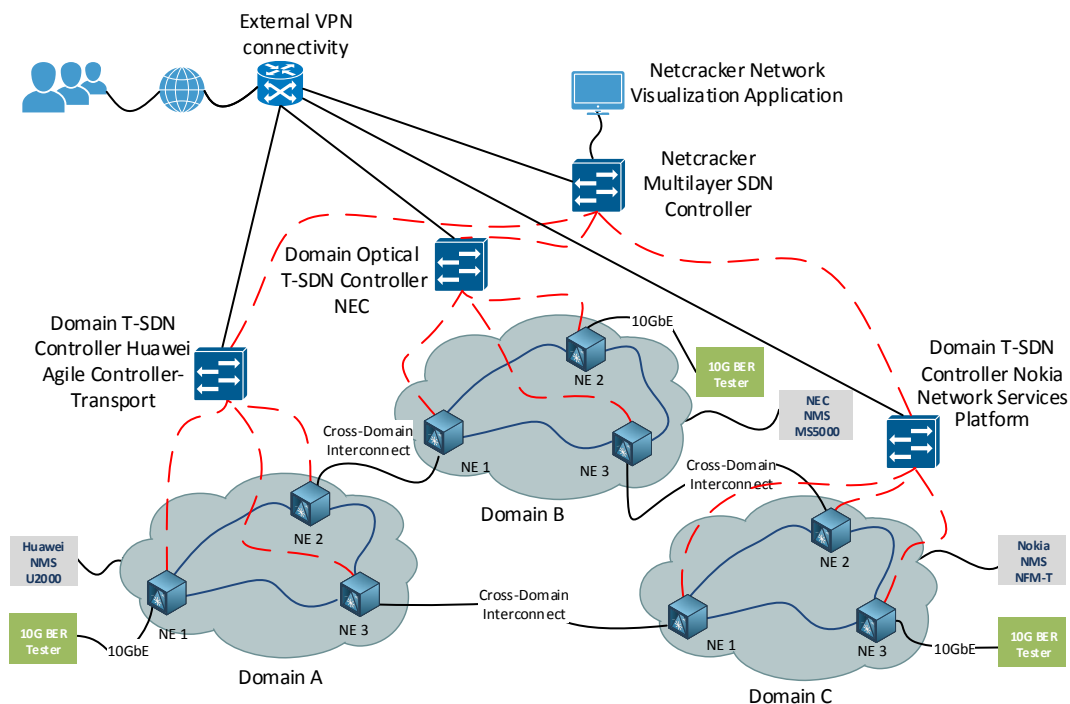 External VPN
connectivity
Netcracker Network
Visualization Application
Netcracker
Multilayer SDN
Controller
Domain Optical
T-SDN Controller
NEC
Domain T-SDN
Controller Huawei
Agile Controller-
Transport
10GbE
NE 2
10G BER
Tester
NEC
NMS
MS5000
Domain T-SDN
Controller Nokia
Network Services
Platform
Cross-Domain
Interconnect
NE 1
NE 3
Domain B
Cross-Domain
Interconnect
NE 2
Huawei
NMS
U2000
NE 1
NE 3
10G BER
Tester
10GbE
Domain A
Cross-Domain
Interconnect
NE 2
Nokia
NMS
NFM-T
NE 1
NE 3
10GbE
10G BER
Tester
Domain C